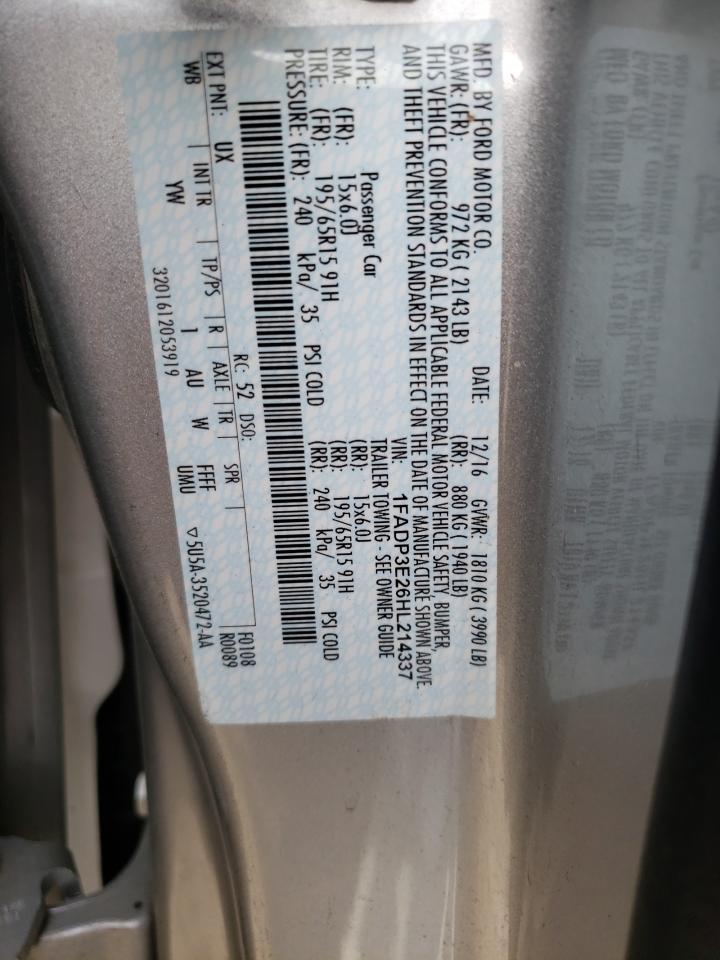 MFD. BY FORD MOTOR CO. DATE: 12/16 GVWR: 1810 KG ( 3990 LB)
GAWR: (FR): 972 KG ( 2143 LB) (RR): 880 KG ( 1940 LB)
THIS VEHICLE CONFORMS TO ALL APPLICABLE FEDERAL MOTOR VEHICLE SAFETY, BUMPER,
AND THEFT PREVENTION STANDARDS IN EFFECT ON THE DATE OF MANUFACTURE SHOWN ABOVE.
VIN: 1FADP3E26HL214337
TYPE: Passenger Car TRAILER TOWING - SEE OWNER GUIDE
RIM: (FR): 15x6.0J (RR): 15x6.0J
TIRE: (FR): 195/65R15 91H (RR): 195/65R15 91H
PRESSURE: (FR): 240 kPa/ 35 PSI COLD (RR): 240 kPa/ 35 PSI COLD
EXT PNT: UX RC: 52 DSO: F0108
R0089
WB | INT TR | TP/PS | R | AXLE | TR | SPR |
YW 1 AU W FFF
UMU
3201612053919 ▽5U5A-3520472-AA